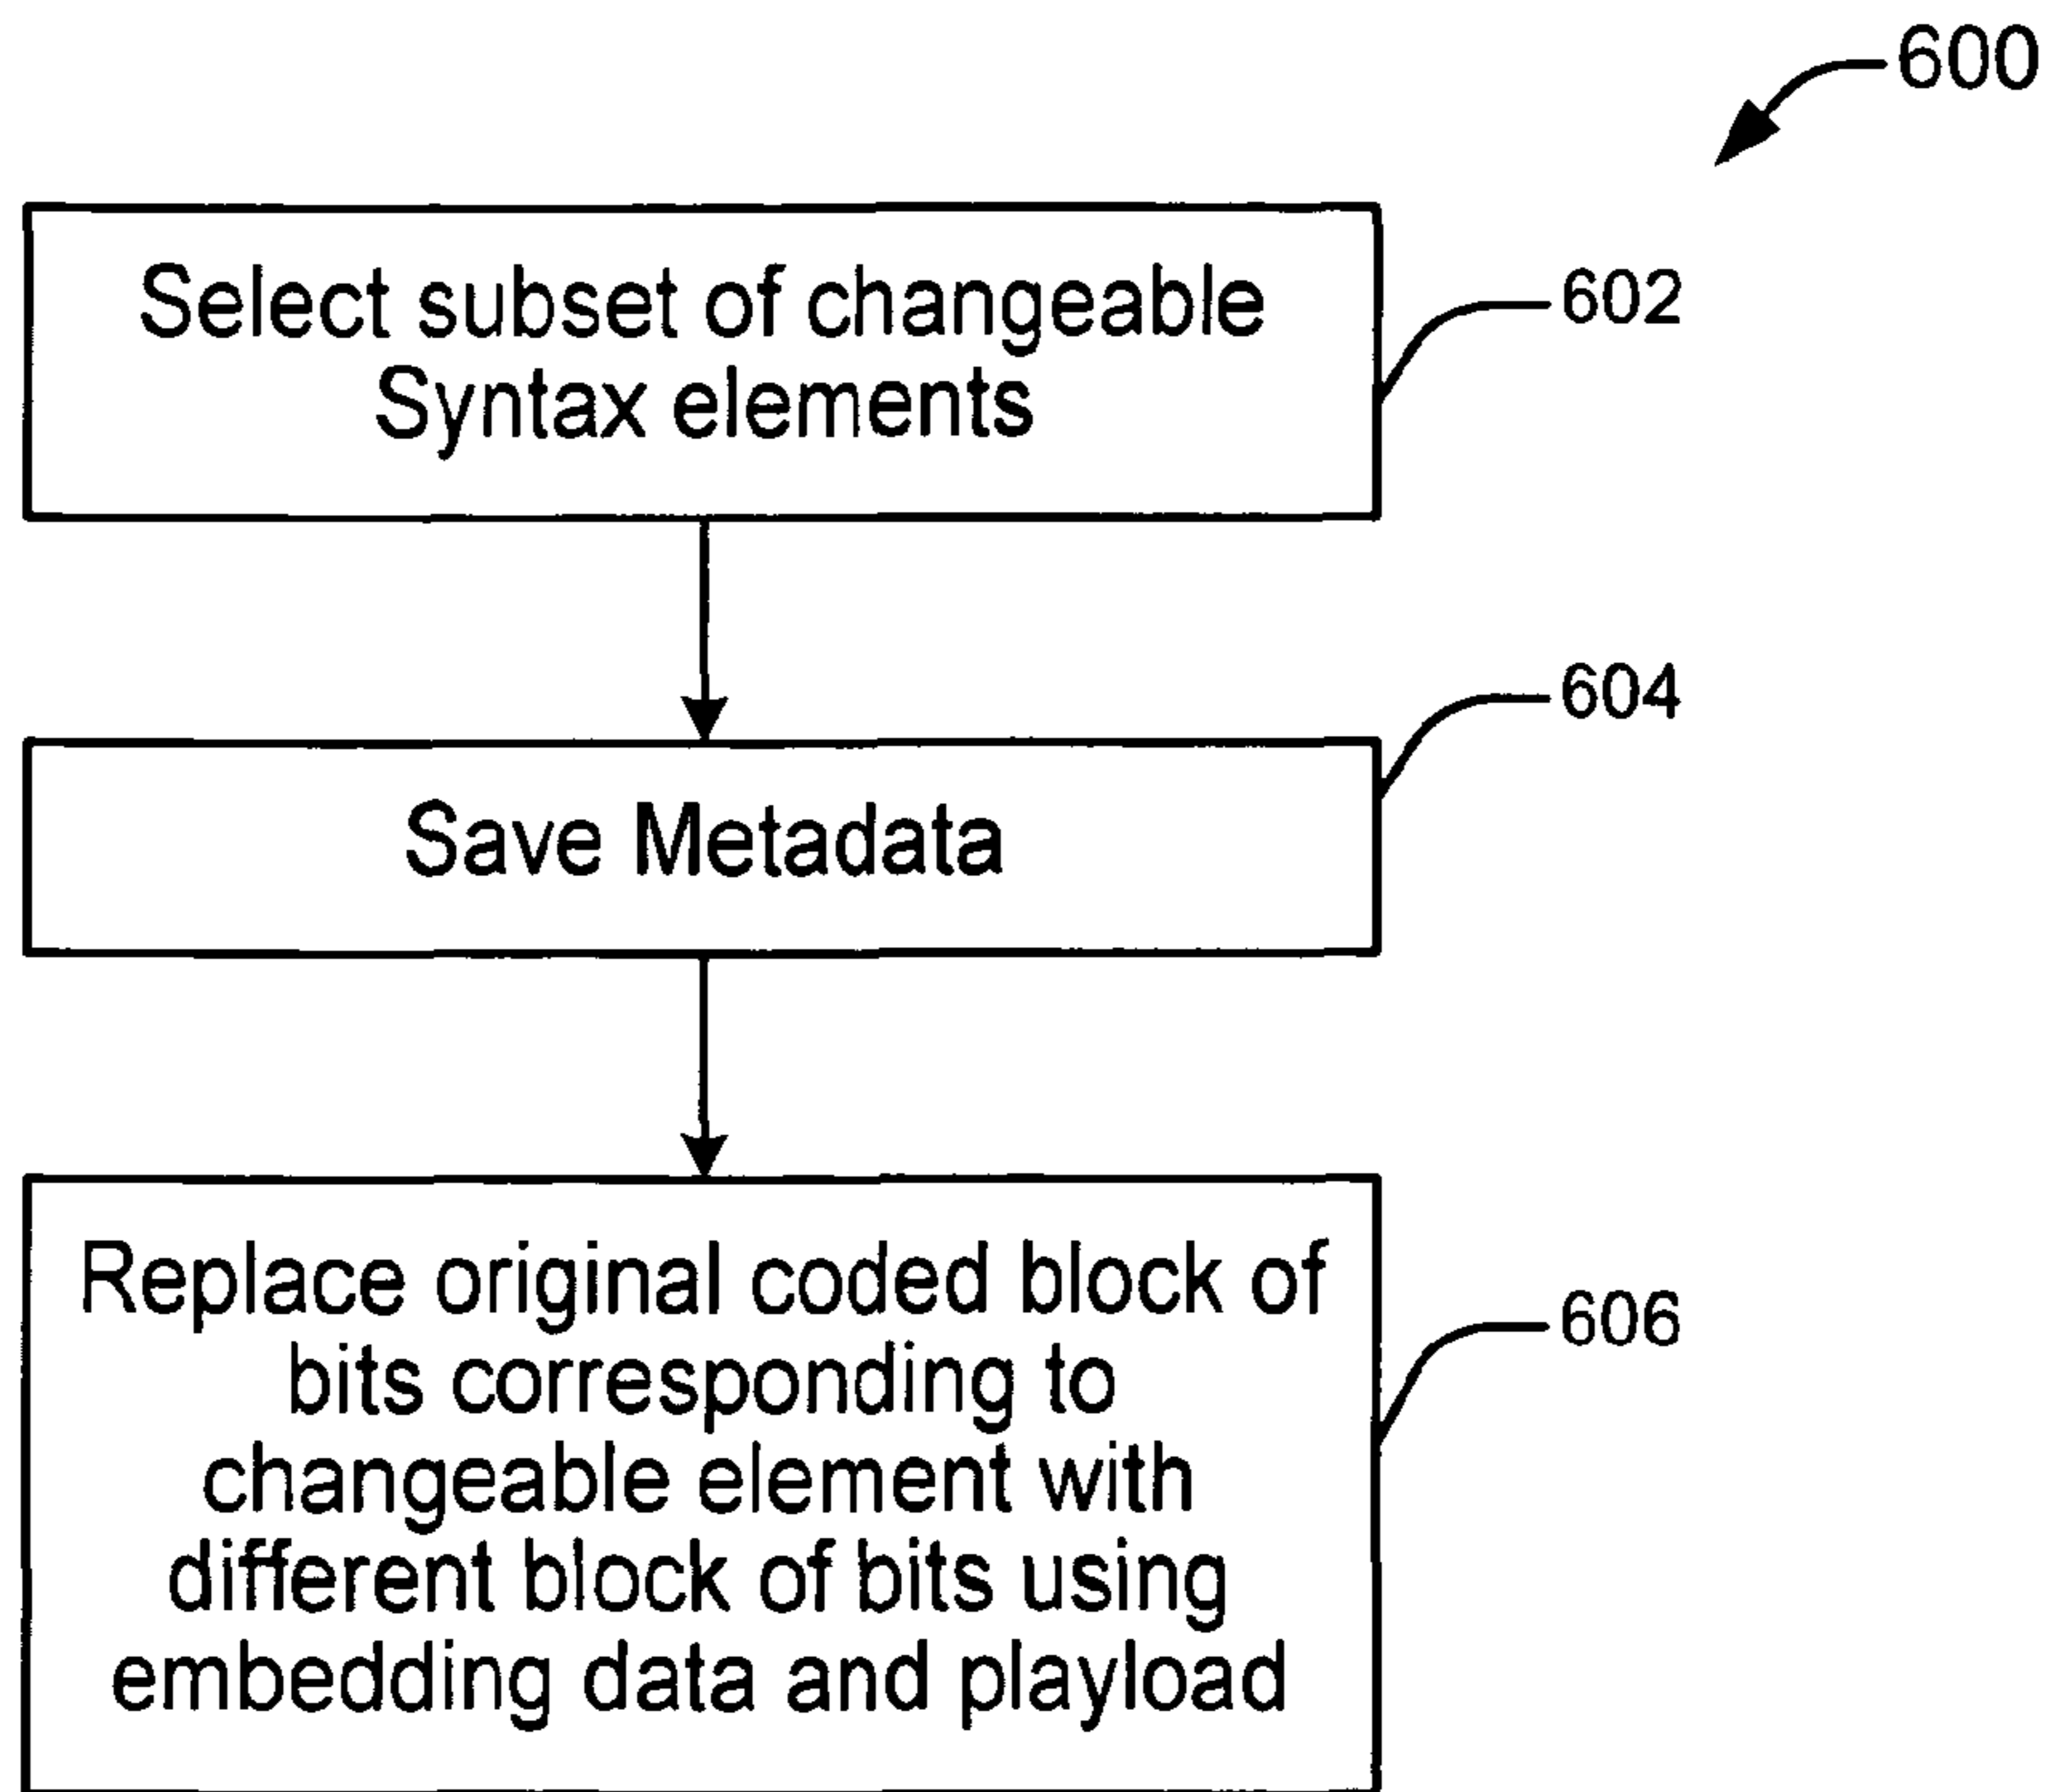 600
Select subset of changeable
Syntax elements
602
Save Metadata
604
Replace original coded block of
bits corresponding to
changeable element with
different block of bits using
embedding data and playload
606